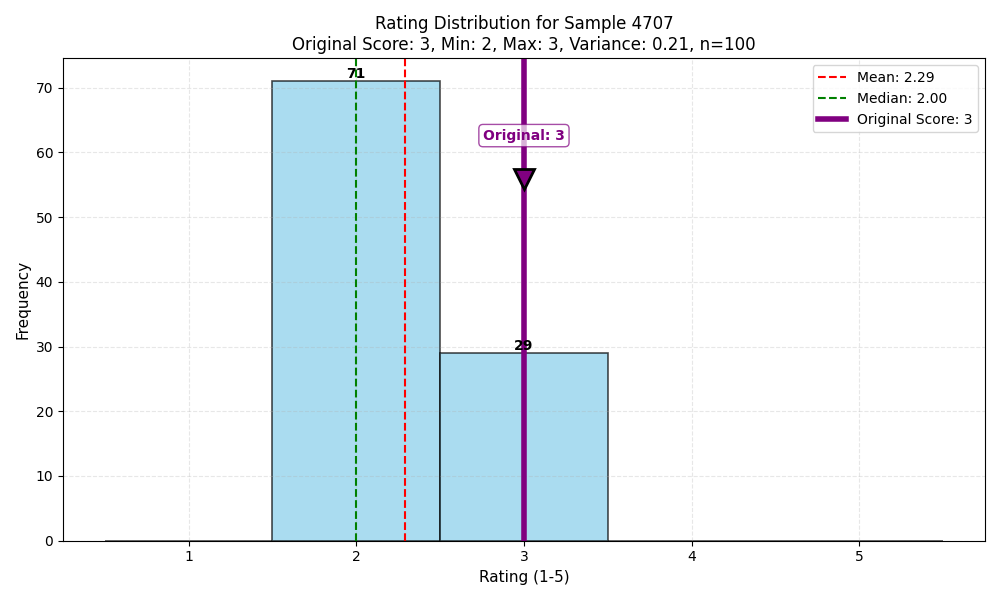 Rating Distribution for Sample 4707
Original Score: 3, Min: 2, Max: 3, Variance: 0.21, n=100
Mean: 2.29
Median: 2.00
Original Score: 3
71
Original: 3
29
Frequency
70
60
50
40
30
20
10
0
1 2 3 4 5
Rating (1-5)